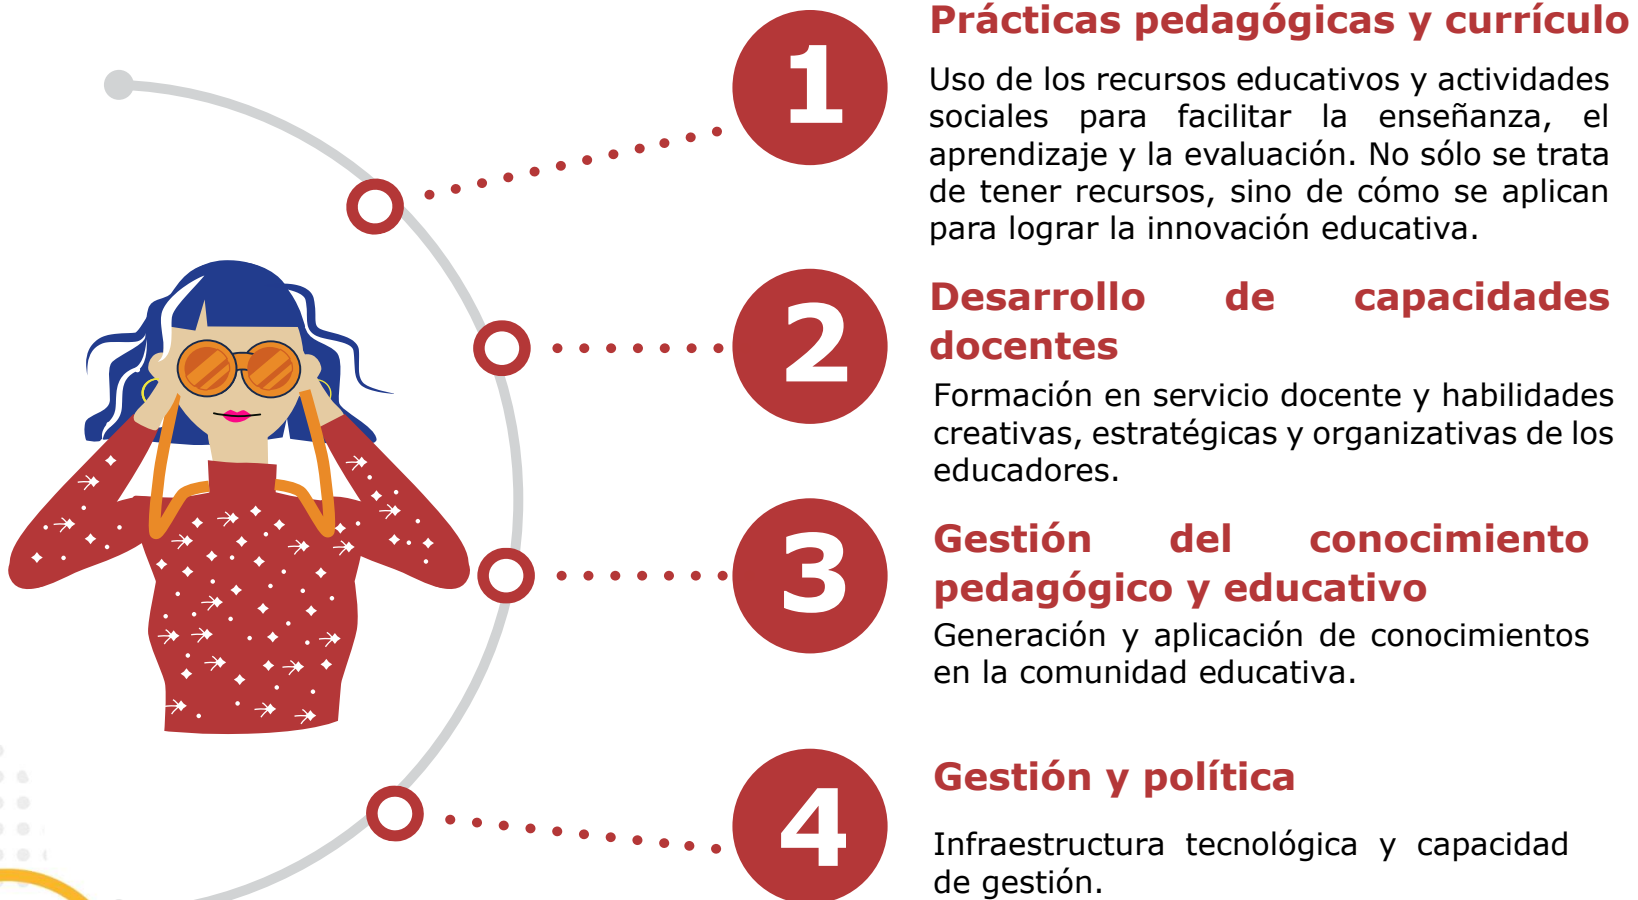 1
Prácticas pedagógicas y currículo
Uso de los recursos educativos y actividades
sociales para facilitar la enseñanza, el
aprendizaje y la evaluación. No sólo se trata
de tener recursos, sino de cómo se aplican
para lograr la innovación educativa.
2
Desarrollo de capacidades
docentes
Formación en servicio docente y habilidades
creativas, estratégicas y organizativas de los
educadores.
3
Gestión del conocimiento
pedagógico y educativo
Generación y aplicación de conocimientos
en la comunidad educativa.
4
Gestión y política
Infraestructura tecnológica y capacidad
de gestión.